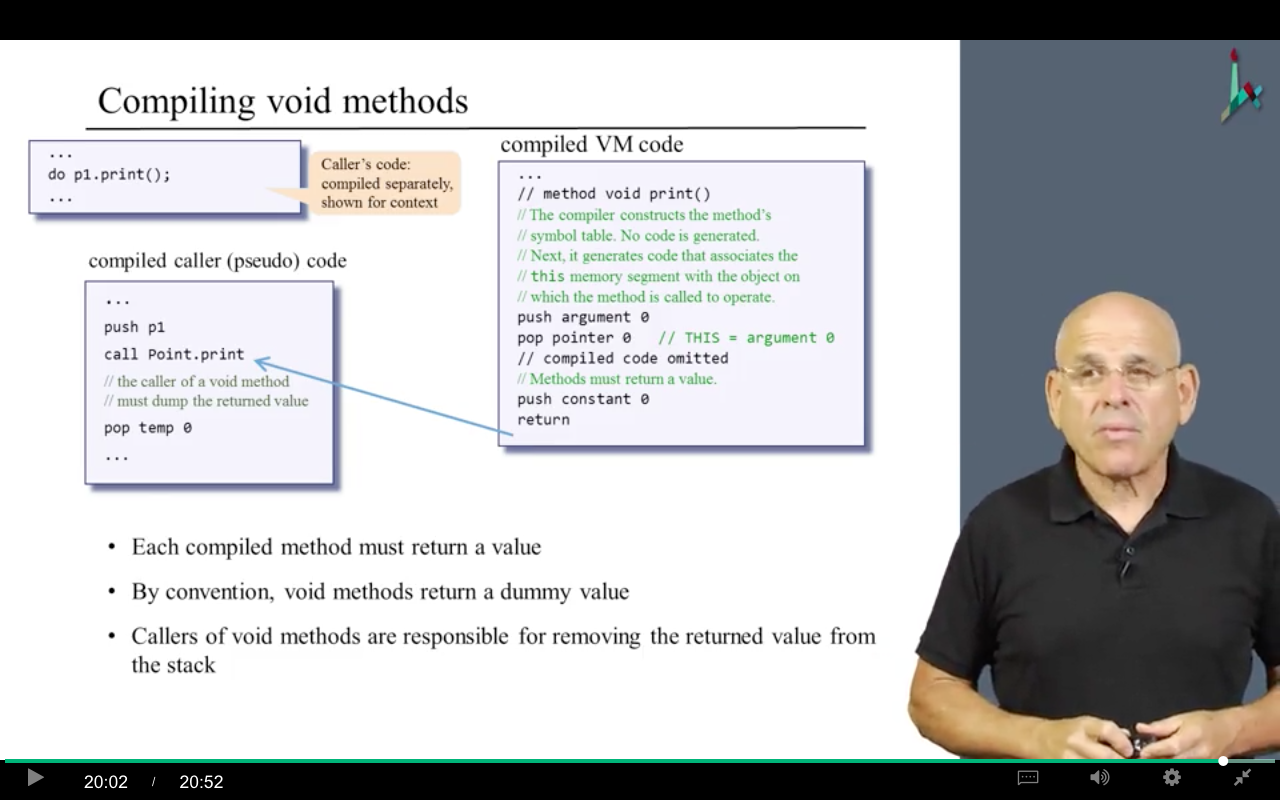 Compiling void methods
...
do p1.print();
...
Caller's code:
compiled separately,
shown for context
compiled caller (pseudo) code
...
push p1
call Point.print
// the caller of a void method
// must dump the returned value
pop temp 0
...
compiled VM code
...
// method void print()
// The compiler constructs the method's
// symbol table. No code is generated.
// Next, it generates code that associates the
// this memory segment with the object on
// which the method is called to operate.
push argument 0
pop pointer 0 // THIS = argument 0
// compiled code omitted
// Methods must return a value.
push constant 0
return
• Each compiled method must return a value
• By convention, void methods return a dummy value
• Callers of void methods are responsible for removing the returned value from
the stack
20:02 / 20:52